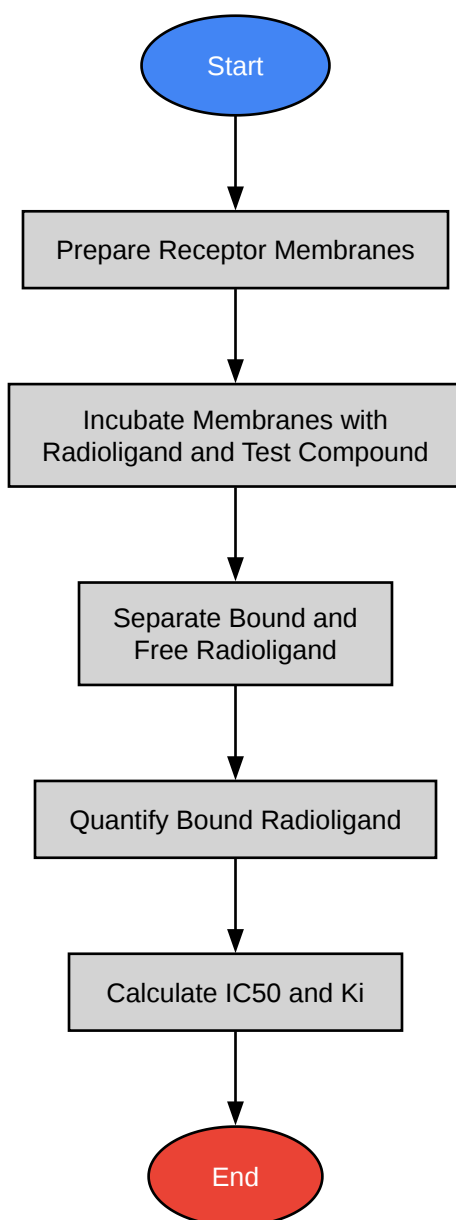 Start
Prepare Receptor Membranes
Incubate Membranes with
Radioligand and Test Compound
Separate Bound and
Free Radioligand
Quantify Bound Radioligand
Calculate IC50 and Ki
End